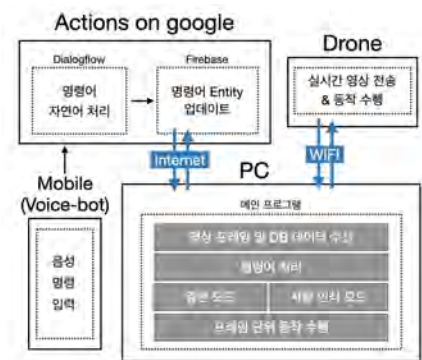 Actions on google
Dialogflow
명령어
자연어 처리
Firebase
명령어 Entity
업데이트
Drone
실시간 영상 전송
& 동작 수행
Internet
WIFI
Mobile
(Voice-bot)
음성
명령
입력
PC
메인 프로그램
영상 프레임 및 DB 데이터 수신
명령어 처리
모드
사람 인식 모드
프레임 단위 동작 수행